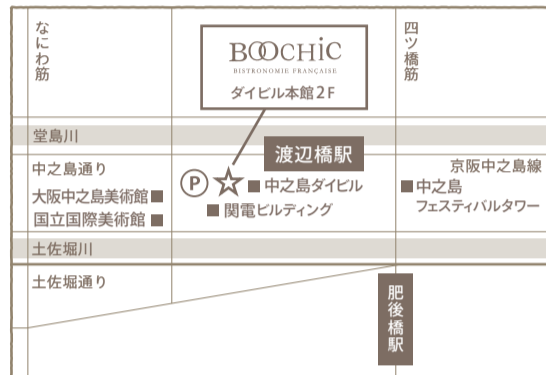 なにわ筋
BOOCHIC
BISTRONOMIE FRANÇAISE
ダイビル本館2F
四ツ橋筋
堂島川
渡辺橋駅
中之島通り
京阪中之島線
P
中之島ダイビル
中之島
フェスティバルタワー
大阪中之島美術館
関電ビルディング
国立国際美術館
土佐堀川
土佐堀通り
肥後橋駅